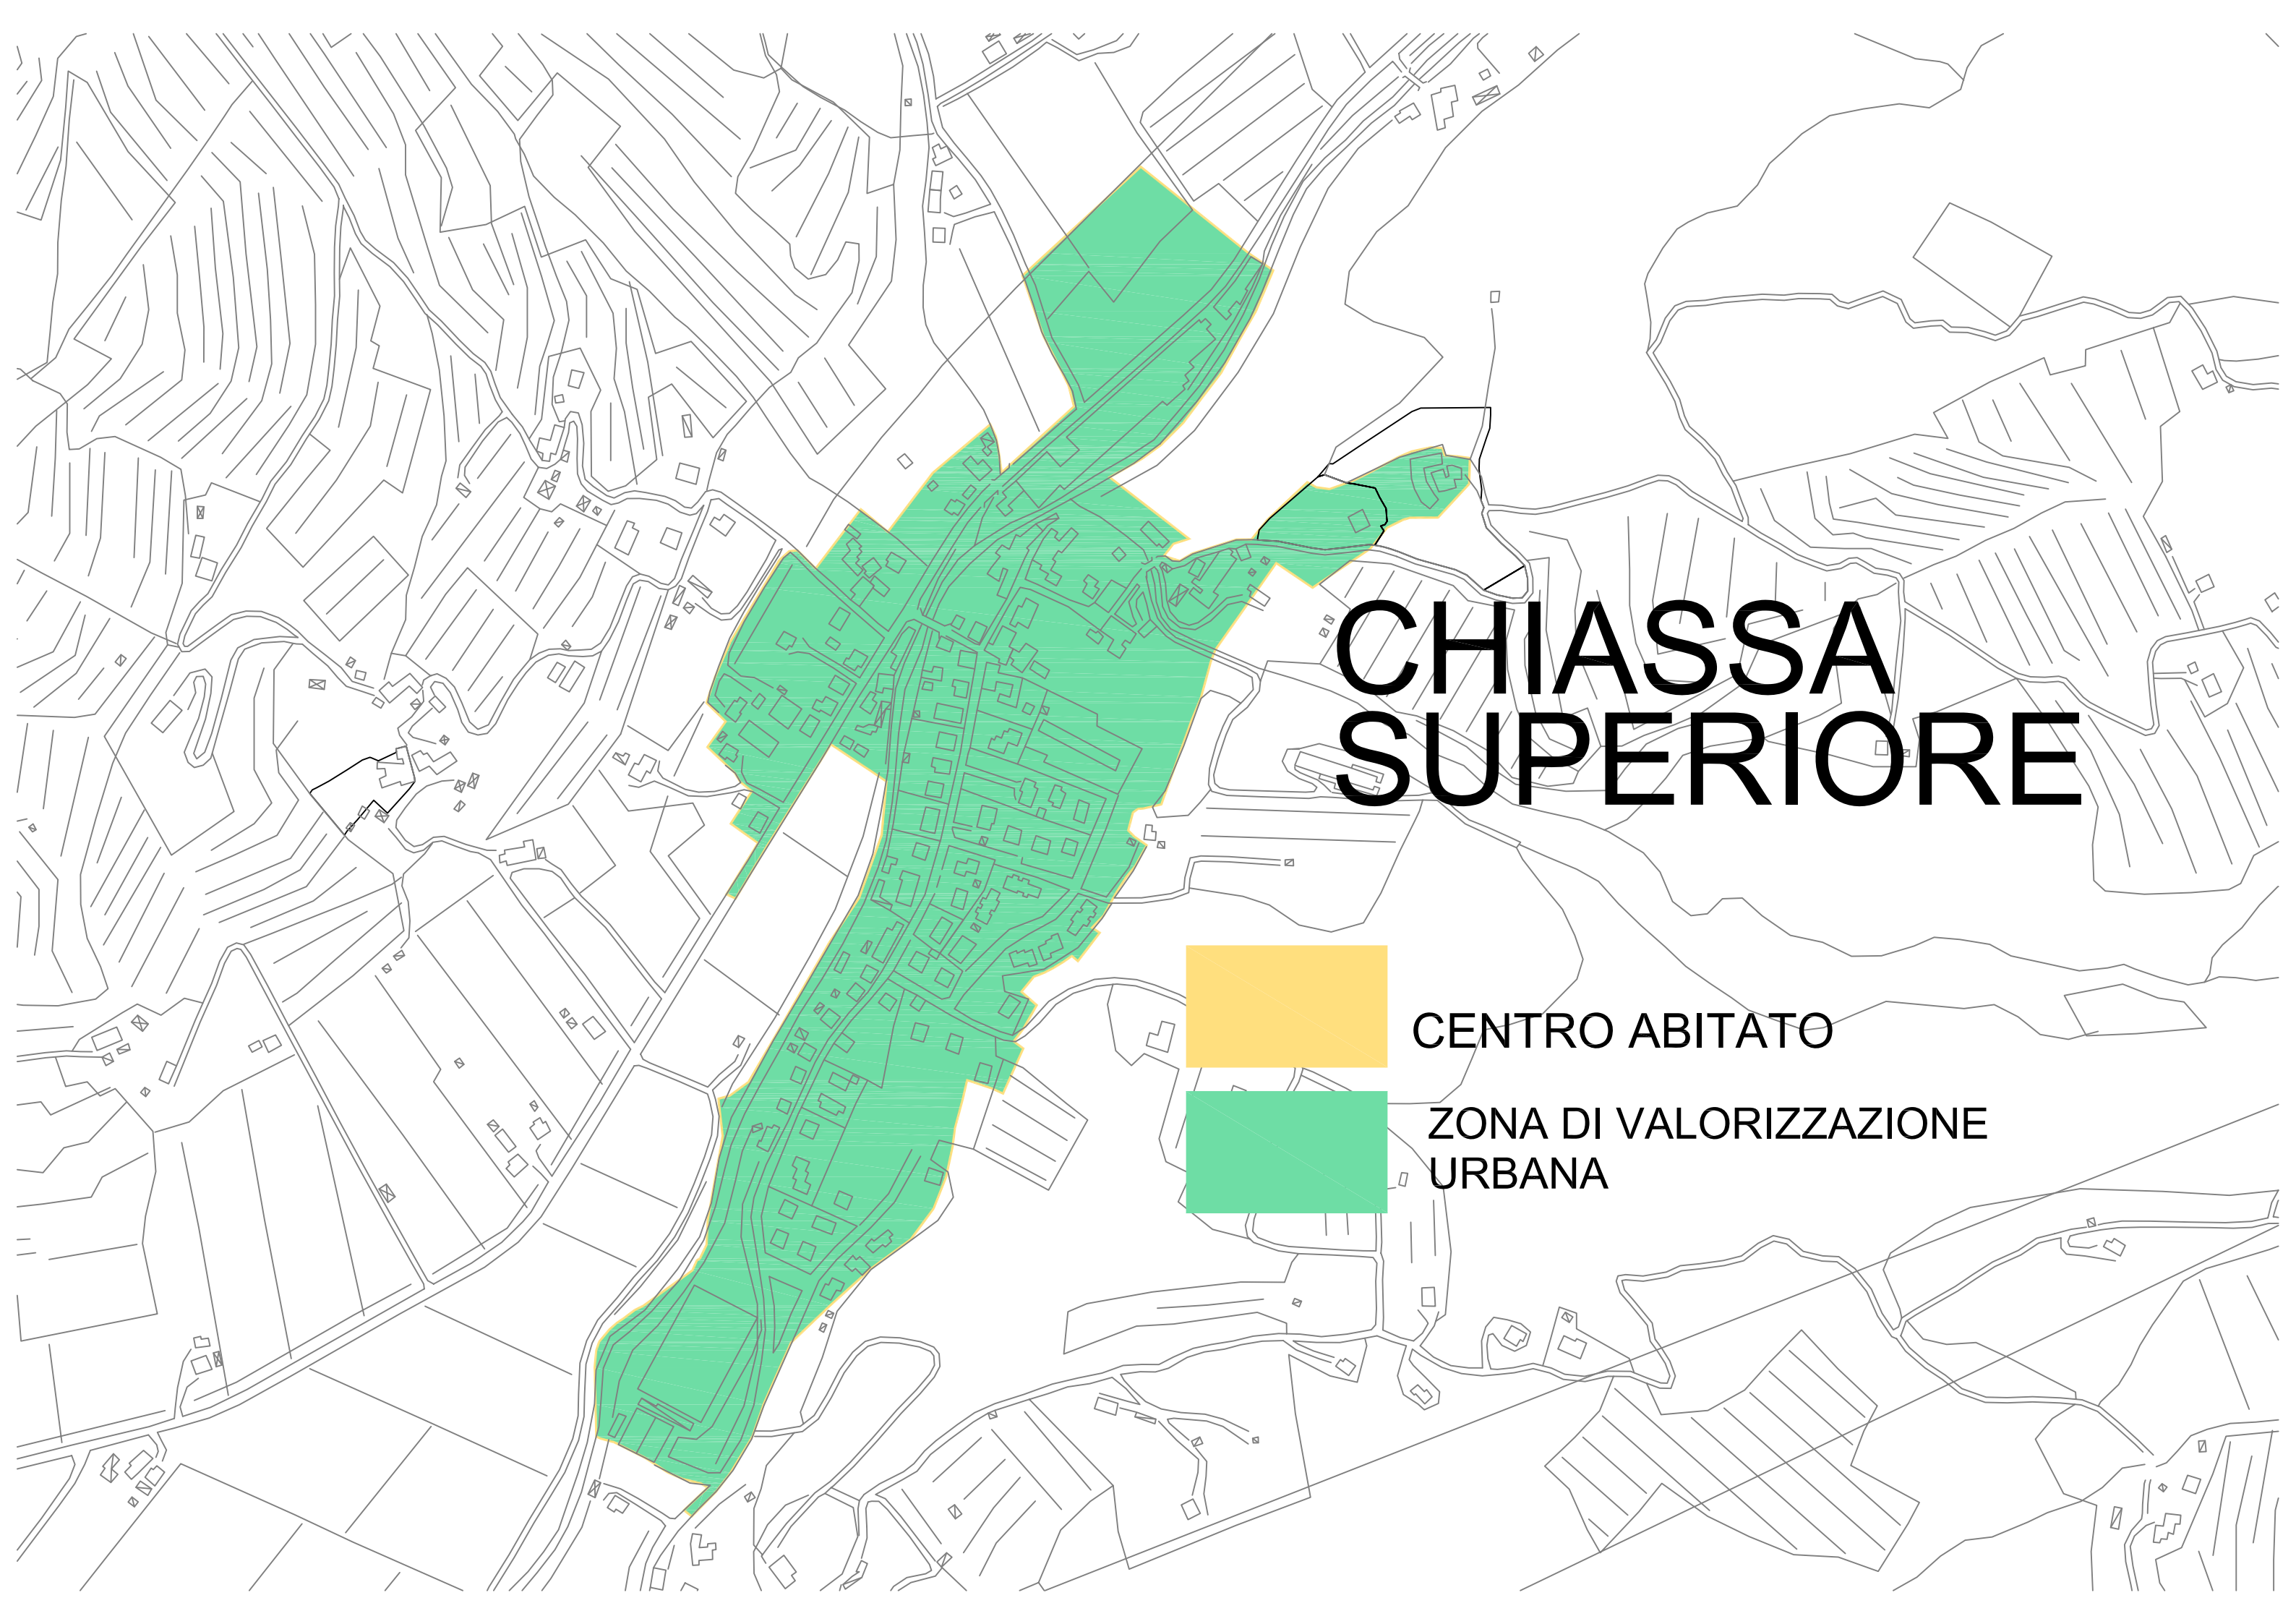 CHIASSA
SUPERIORE
CENTRO ABITATO
ZONA DI VALORIZZAZIONE
URBANA